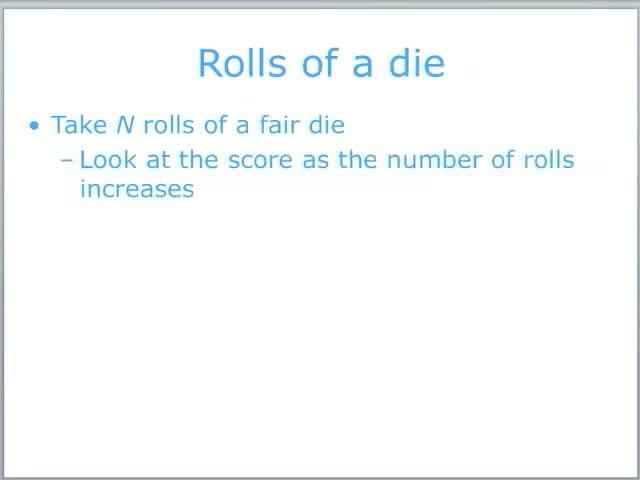 Rolls of a die
• Take N rolls of a fair die
– Look at the score as the number of rolls
increases